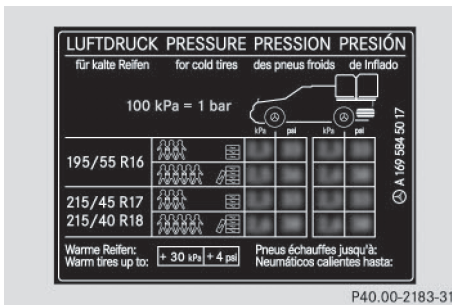 LUFTDRUCK PRESSURE PRESSION PRESIÓN
für kalte Reifen for cold tires des pneus froids de Inflado
100 kPa = 1 bar
kPa psi kPa psi
195/55 R16
215/45 R17
215/40 R18
A 169 584 50 17
Warme Reifen: + 30 kPa + 4 psi Pneus échauffes jusqu'à:
Warm tires up to: Neumáticos calientes hasta:
P40.00-2183-31